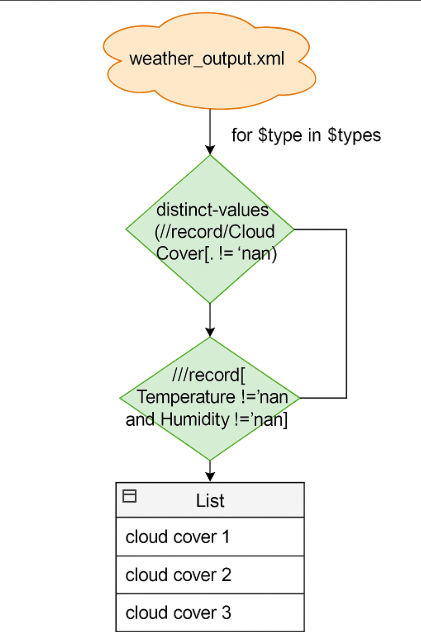 weather_output.xml
for $type in $types
distinct-values
(//record/Cloud
Cover[. != ‘nan)
///record[
Temperature !=’nan
and Humidity !=’nan]
List
cloud cover 1
cloud cover 2
cloud cover 3